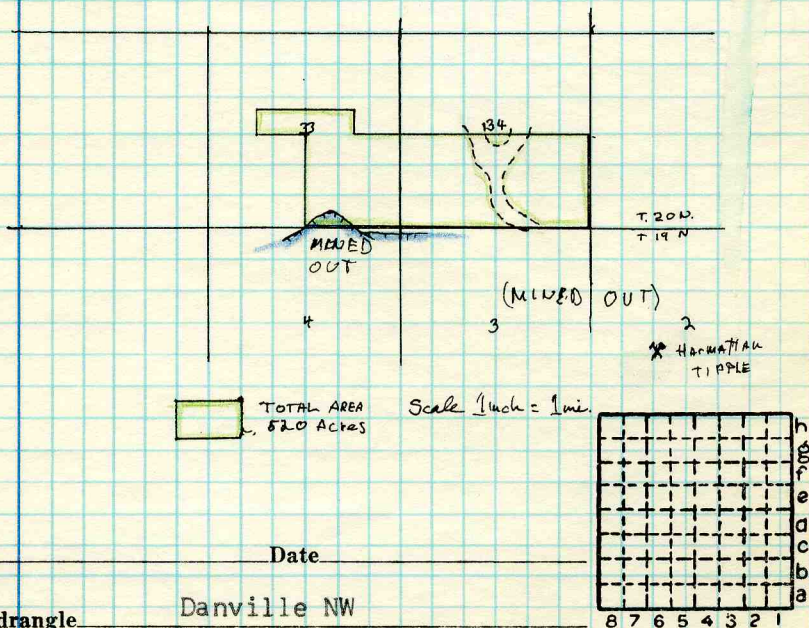 33
34
T. 20 N.
T 19 N
MINED
OUT
(MINED OUT)
4
3
2
X HARMATTAN
TIPPLE
TOTAL AREA
520 Acres
Scale 1 inch = 1 mi.
h
g
f
e
d
c
b
a
8 7 6 5 4 3 2 1
Date
drangle
Danville NW